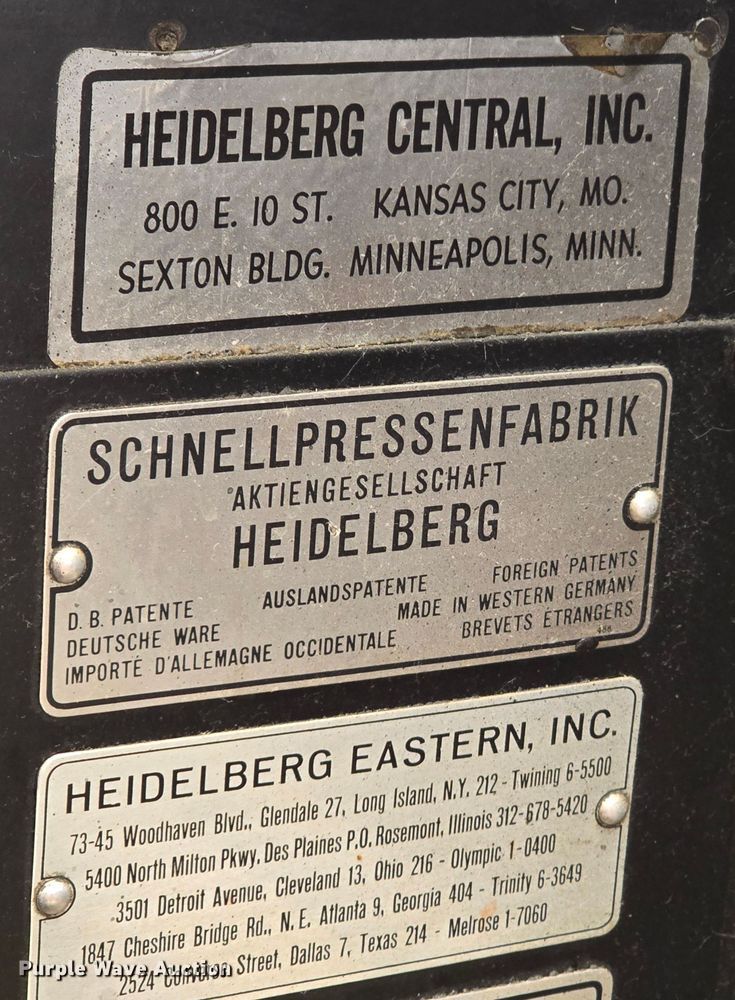 HEIDELBERG CENTRAL, INC.
800 E. 10 ST. KANSAS CITY, MO.
SEXTON BLDG. MINNEAPOLIS, MINN.
SCHNELLPRESSENFABRIK
AKTIENGESELLSCHAFT
HEIDELBERG
D. B. PATENTE AUSLANDSPATENTE FOREIGN PATENTS
DEUTSCHE WARE MADE IN WESTERN GERMANY
IMPORTÉ D'ALLEMAGNE OCCIDENTALE BREVETS ÉTRANGERS
HEIDELBERG EASTERN, INC.
73-45 Woodhaven Blvd., Glendale 27, Long Island, N.Y. 212 - Twining 6-5500
5400 North Milton Pkwy. Des Plaines P.O. Rosemont, Illinois 312-678-5420
3501 Detroit Avenue, Cleveland 13, Ohio 216 - Olympic 1-0400
1847 Cheshire Bridge Rd., N.E. Atlanta 9, Georgia 404 - Trinity 6-3649
2524 Street, Dallas 7, Texas 214 - Melrose 1-7060
Purple Wave Auction